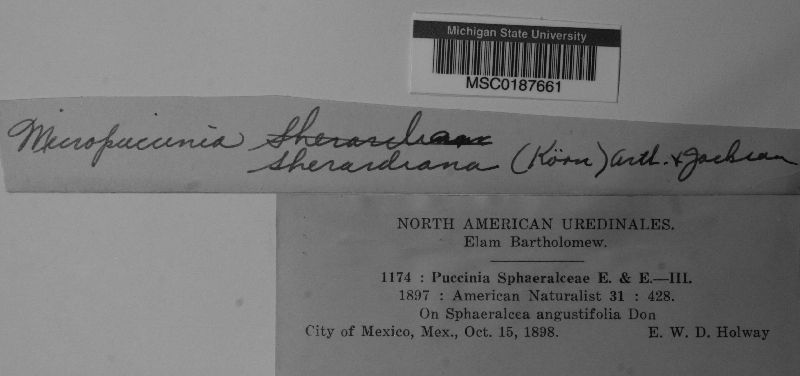 Michigan State University
MSC0187661
Micropuccinia Sherardiana
Sherardiana (Körn) Arth. & Jackson
NORTH AMERICAN UREDINALES.
Elam Bartholomew.
1174 : Puccinia Sphaeralceae E. & E.—III.
1897 : American Naturalist 31 : 428.
On Sphaeralcea angustifolia Don
City of Mexico, Mex., Oct. 15, 1898. E. W. D. Holway